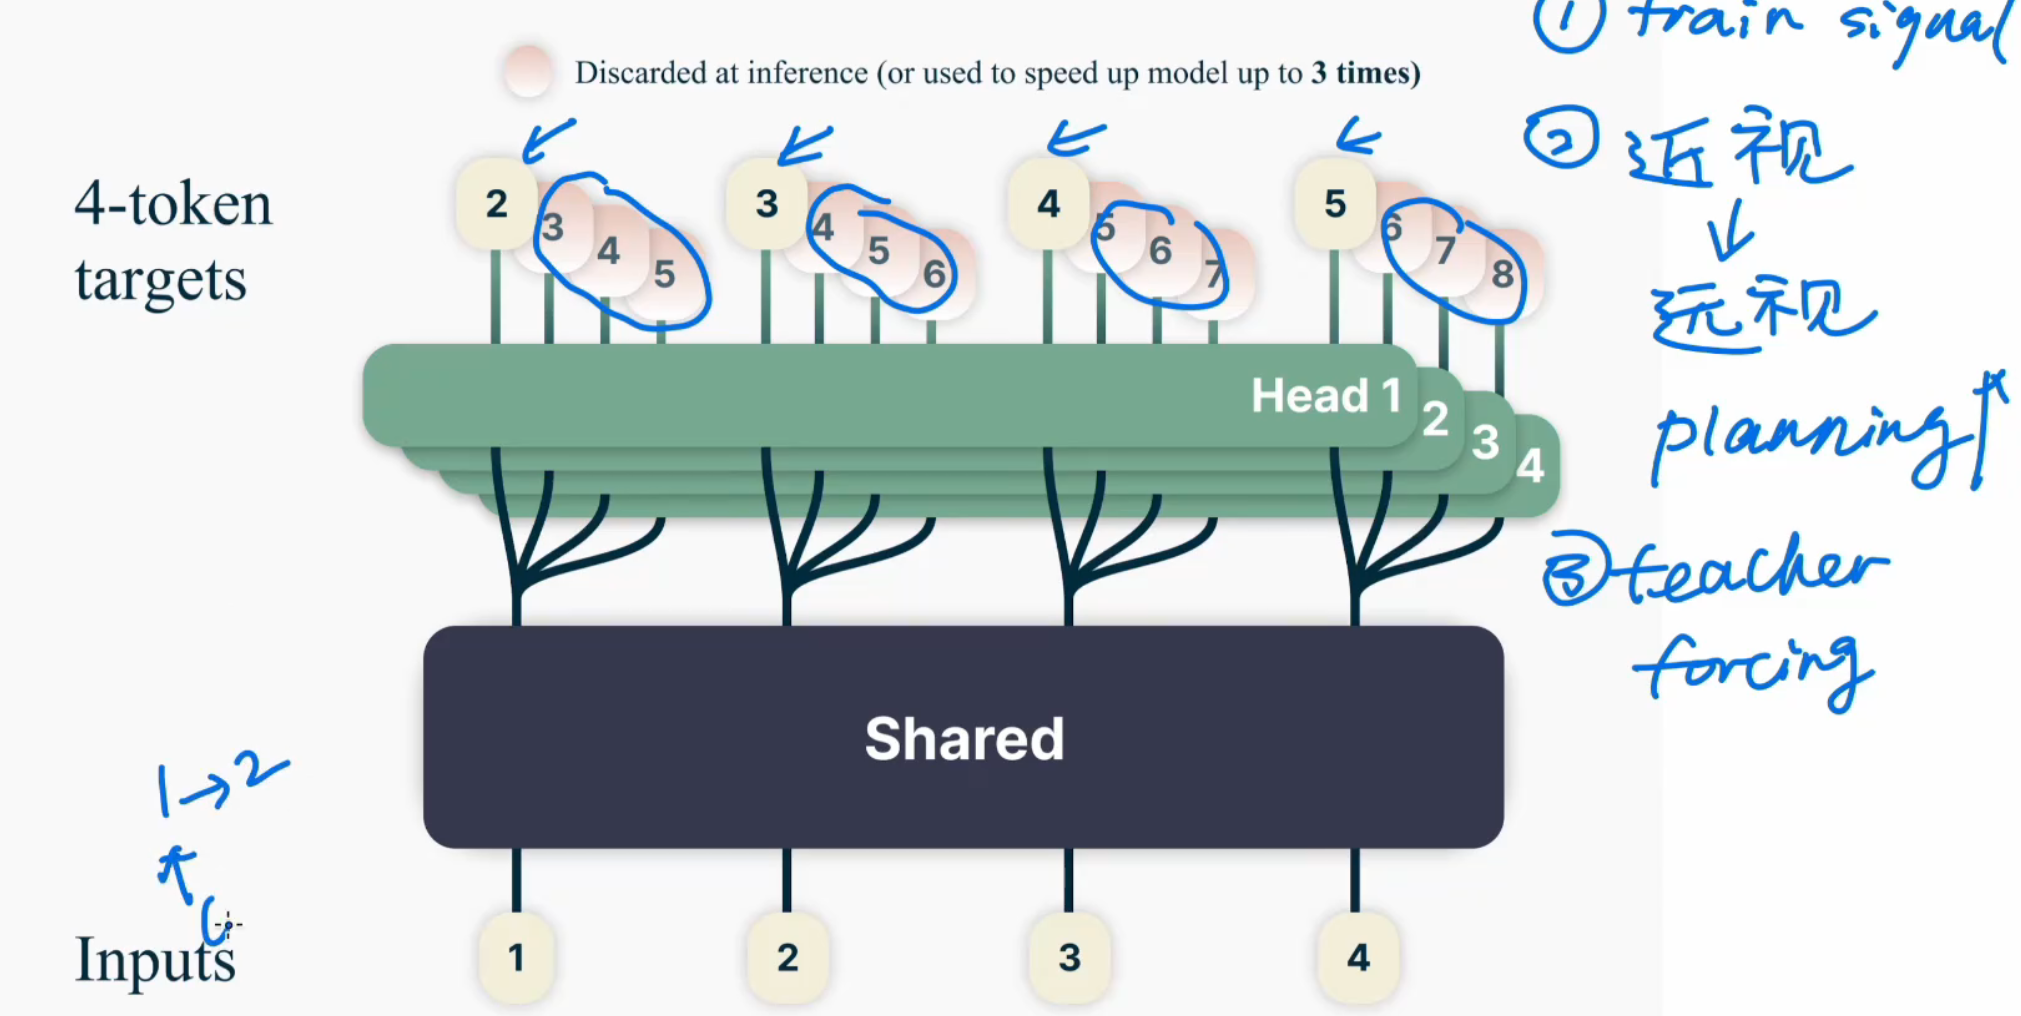 ① train signal
Discarded at inference (or used to speed up model up to 3 times)
② 近视
4-token
targets
2 3 4 5
3 4 5 6
4 5 6 7
5 6 7 8
↓
远视
Head 1
2
3
4
planning↑
③ teacher
forcing
Shared
1→2
Inputs
1 2 3 4